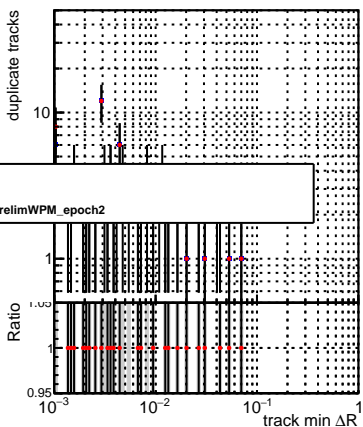 duplicate tracks
10
relimWPM_epoch2
1
Ratio
1.05
1
0.95
10⁻³ 10⁻² 10⁻¹ 1
track min ΔR